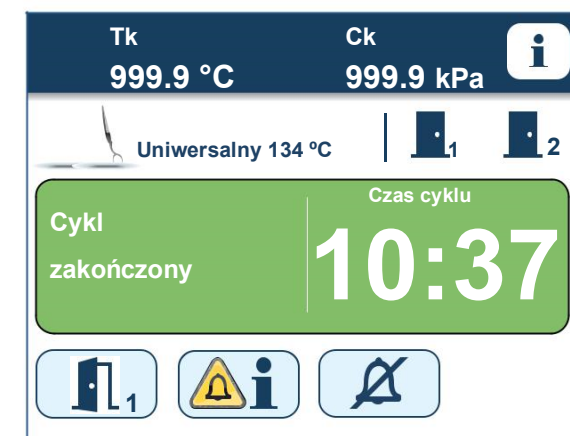 Tk Ck
999.9 °C 999.9 kPa i
Uniwersalny 134 ºC 1 2
Czas cyklu
Cykl
zakończony
10:37
1 i